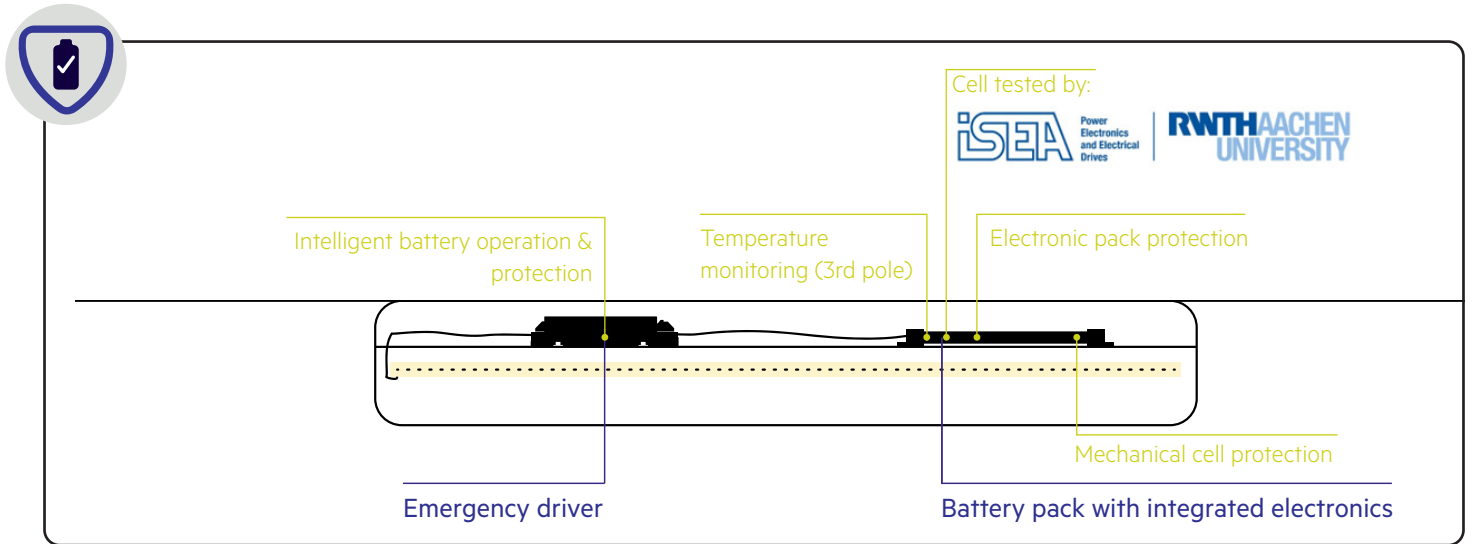 Cell tested by:
iSEA
Power
Electronics
and Electrical
Drives
RWTHAACHEN
UNIVERSITY
Intelligent battery operation &
protection
Temperature
monitoring (3rd pole)
Electronic pack protection
Mechanical cell protection
Emergency driver
Battery pack with integrated electronics